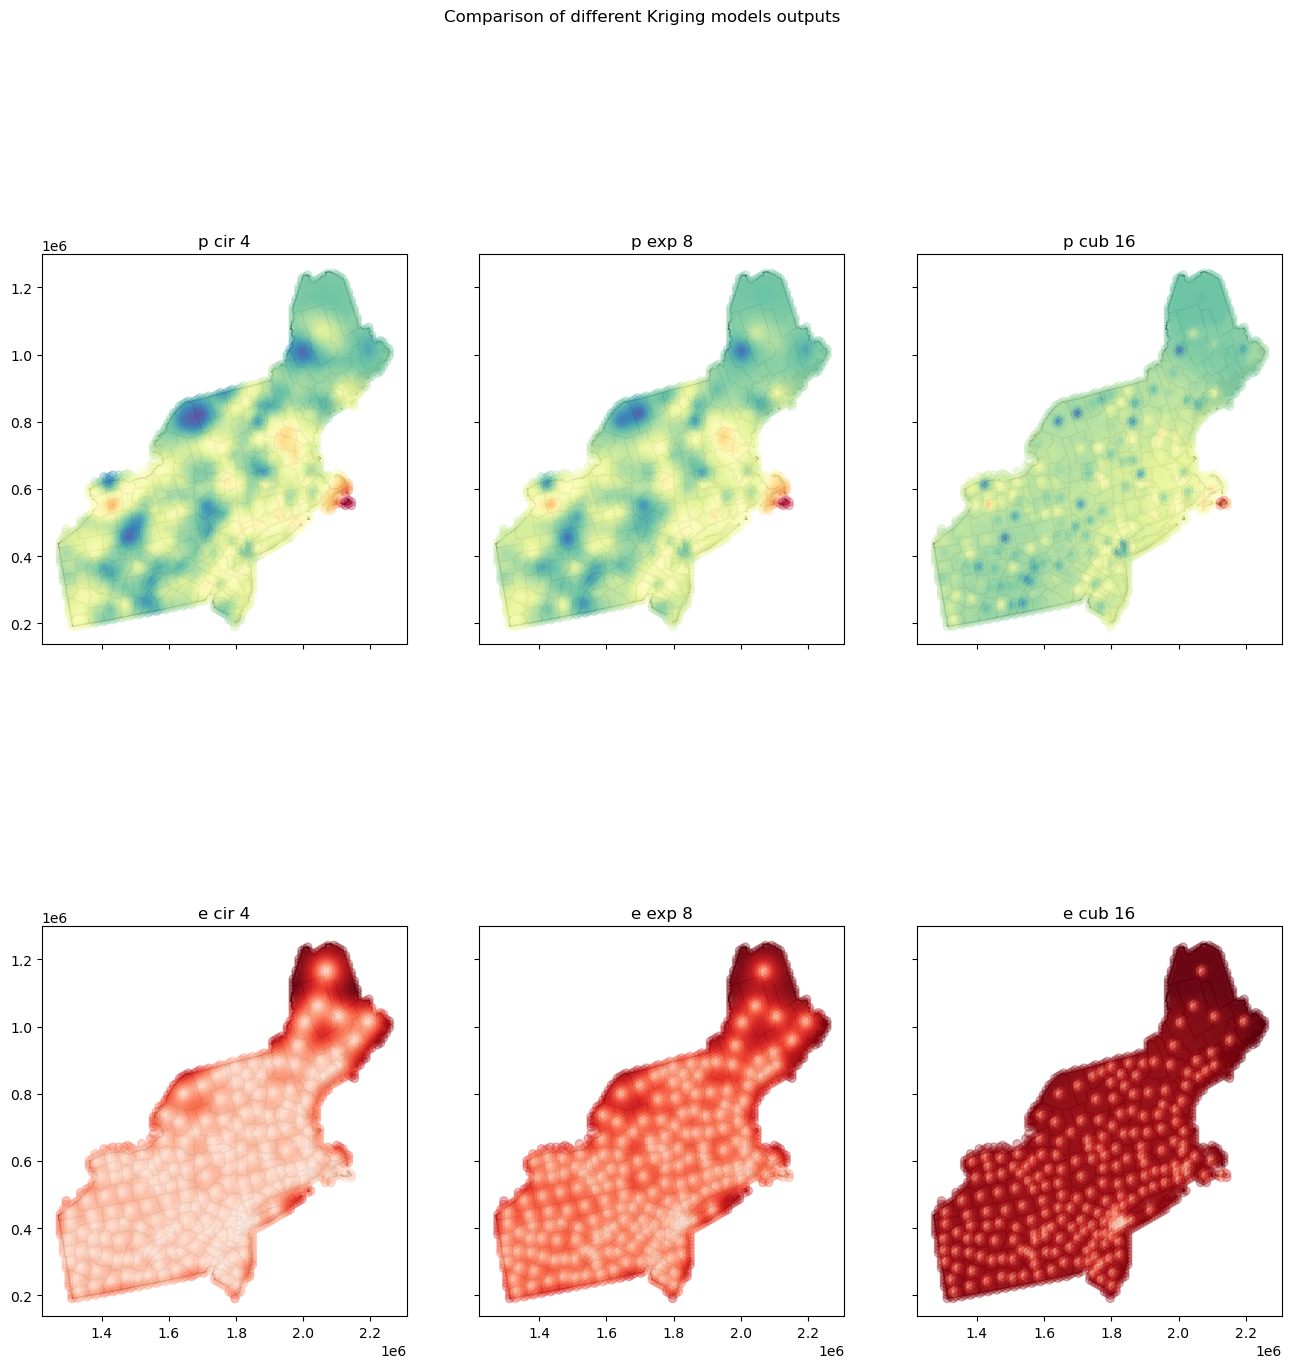 Comparison of different Kriging models outputs
p cir 4
p exp 8
p cub 16
1e6
1.2
1.0
0.8
0.6
0.4
0.2
e cir 4
e exp 8
e cub 16
1e6
1.2
1.0
0.8
0.6
0.4
0.2
1.4 1.6 1.8 2.0 2.2
1e6
1.4 1.6 1.8 2.0 2.2
1e6
1.4 1.6 1.8 2.0 2.2
1e6